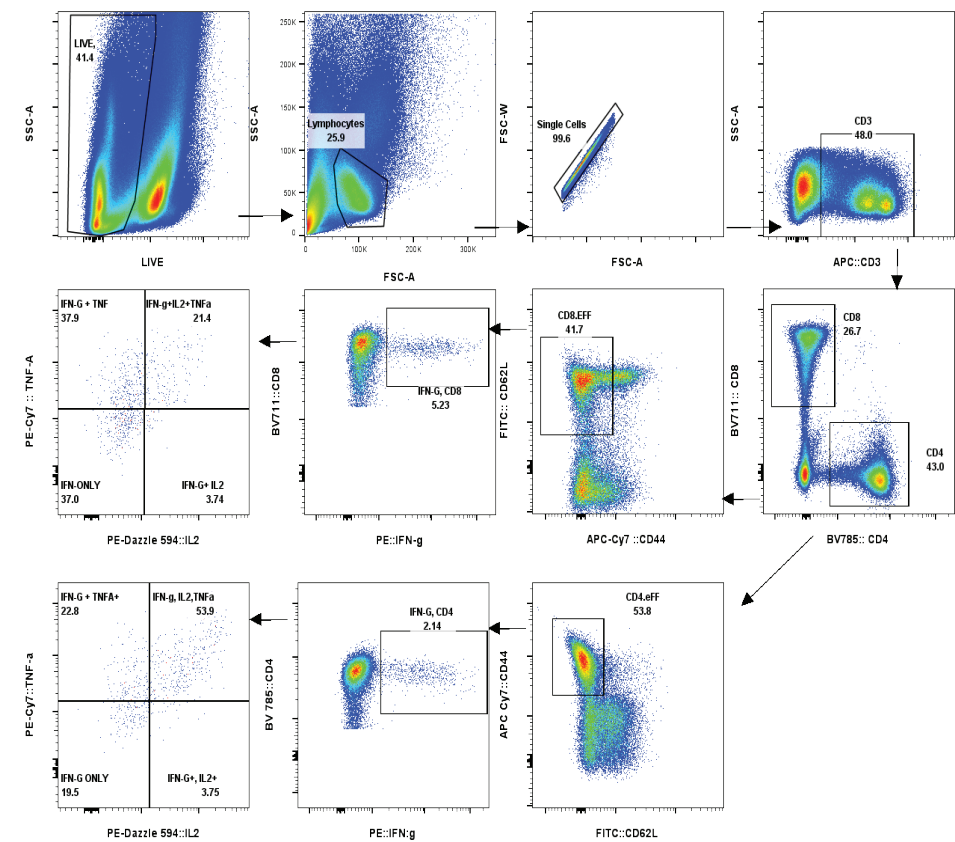 LIVE,
41.4
SSC-A
LIVE
250K
200K
150K
100K
50K
0
Lymphocytes
25.9
SSC-A
0
100K
200K
300K
FSC-A
Single Cells
99.6
FSC-W
FSC-A
CD3
48.0
SSC-A
APC::CD3
IFN-G + TNF
37.9
IFN-g+IL2+TNFa
21.4
IFN-ONLY
37.0
IFN-G+ IL2
3.74
PE-Cy7 :: TNF-A
PE-Dazzle 594::IL2
IFN-G, CD8
5.23
BV711::CD8
PE::IFN-g
CD8.EFF
41.7
FITC:: CD62L
APC-Cy7 ::CD44
CD8
26.7
CD4
43.0
BV711:: CD8
BV785:: CD4
IFN-G + TNFA+
22.8
IFN-g, IL2,TNFa
53.9
IFN-G ONLY
19.5
IFN-G+, IL2+
3.75
PE-Cy7::TNF-a
PE-Dazzle 594::IL2
IFN-G, CD4
2.14
BV 785::CD4
PE::IFN:g
CD4.eFF
53.8
APC Cy7::CD44
FITC::CD62L